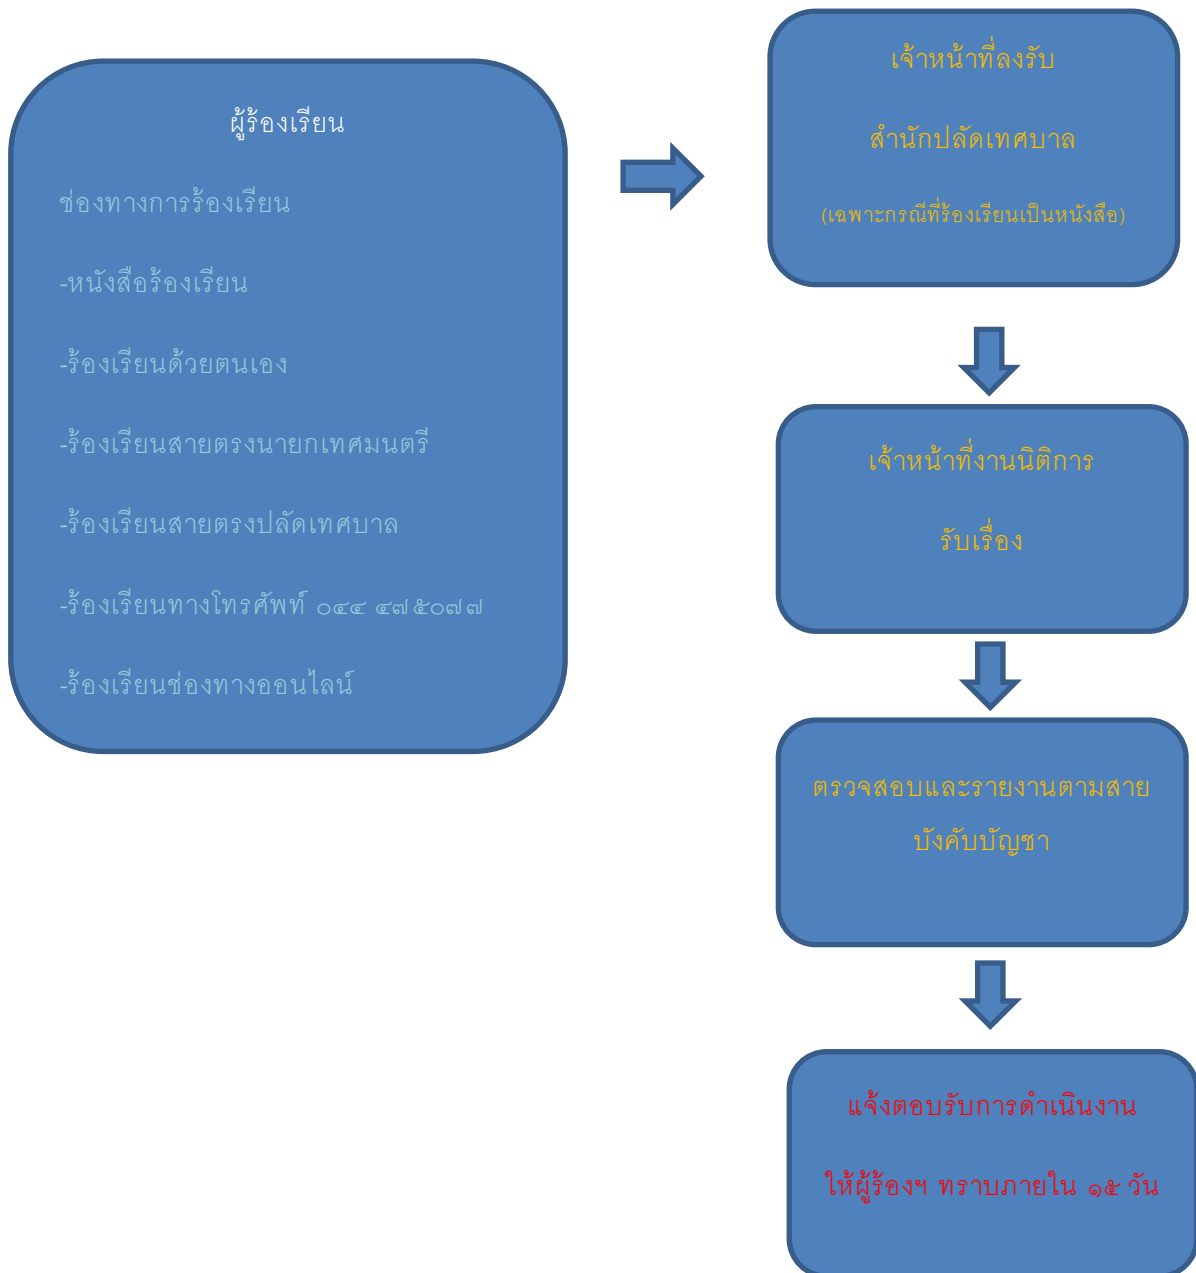 ผู้ร้องเรียน
ช่องทางการร้องเรียน
-หนังสือร้องเรียน
-ร้องเรียนด้วยตนเอง
-ร้องเรียนสายตรงนายกเทศมนตรี
-ร้องเรียนสายตรงปลัดเทศบาล
-ร้องเรียนทางโทรศัพท์ ๐๔๔ ๔๗๕๐๗๗
-ร้องเรียนช่องทางออนไลน์
เจ้าหน้าที่ลงรับ
สำนักปลัดเทศบาล
(เฉพาะกรณีที่ร้องเรียนเป็นหนังสือ)
เจ้าหน้าที่งานนิติการ
รับเรื่อง
ตรวจสอบและรายงานตามสาย
บังคับบัญชา
แจ้งตอบรับการดำเนินงาน
ให้ผู้ร้องฯ ทราบภายใน ๑๕ วัน